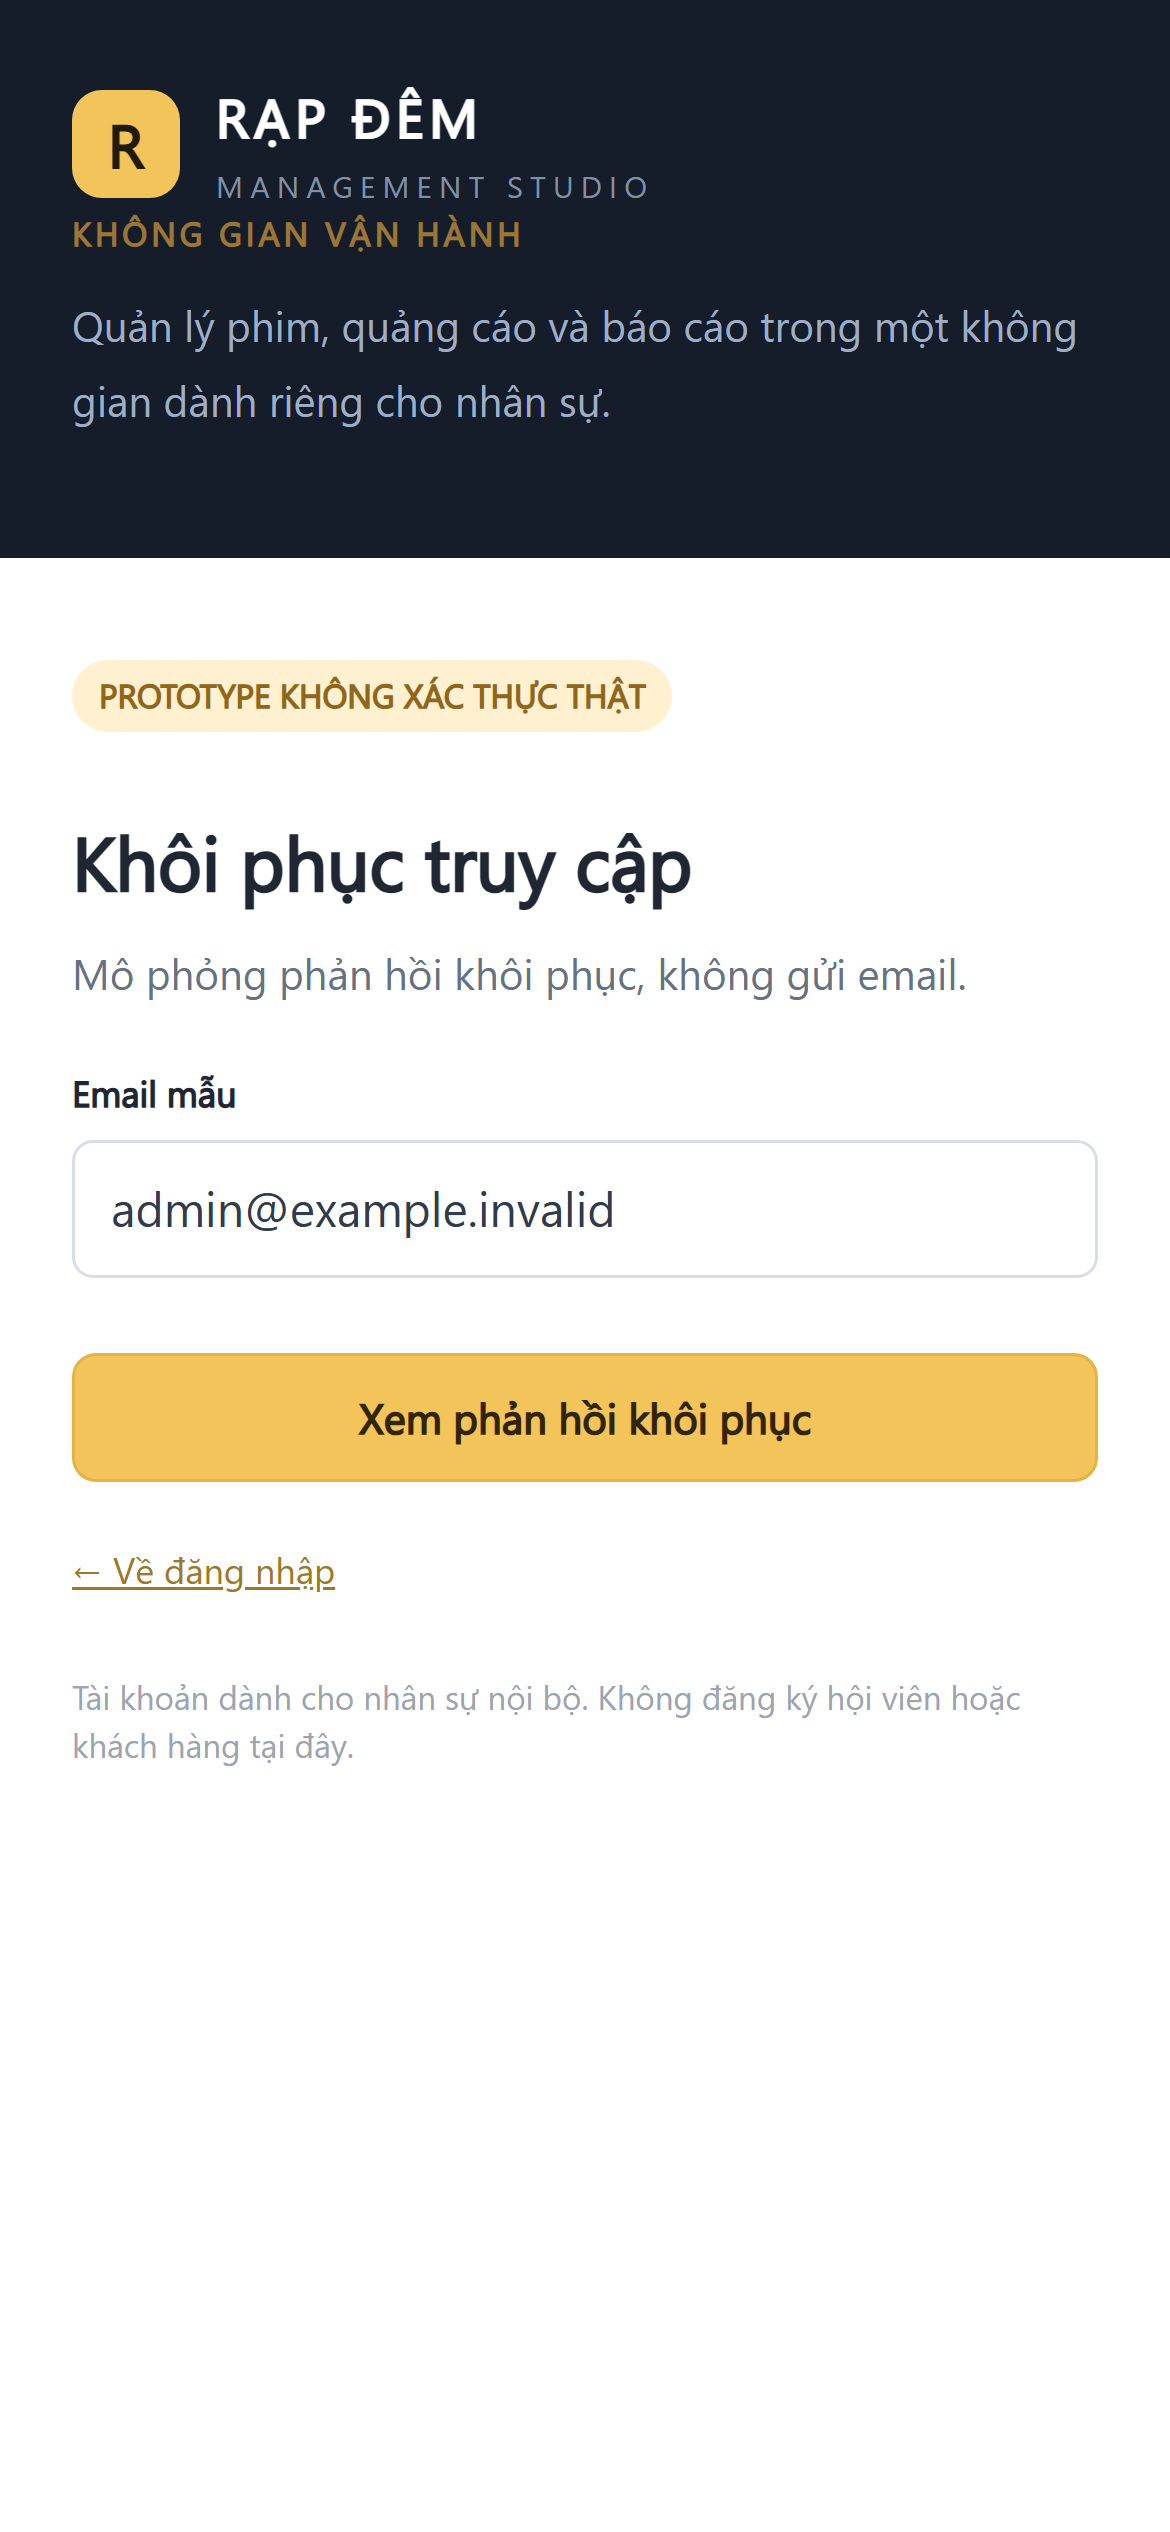 R
RẠP ĐÊM
MANAGEMENT STUDIO
KHÔNG GIAN VẬN HÀNH
Quản lý phim, quảng cáo và báo cáo trong một không
gian dành riêng cho nhân sự.
PROTOTYPE KHÔNG XÁC THỰC THẬT
Khôi phục truy cập
Mô phỏng phản hồi khôi phục, không gửi email.
Email mẫu
admin@example.invalid
Xem phản hồi khôi phục
← Về đăng nhập
Tài khoản dành cho nhân sự nội bộ. Không đăng ký hội viên hoặc
khách hàng tại đây.